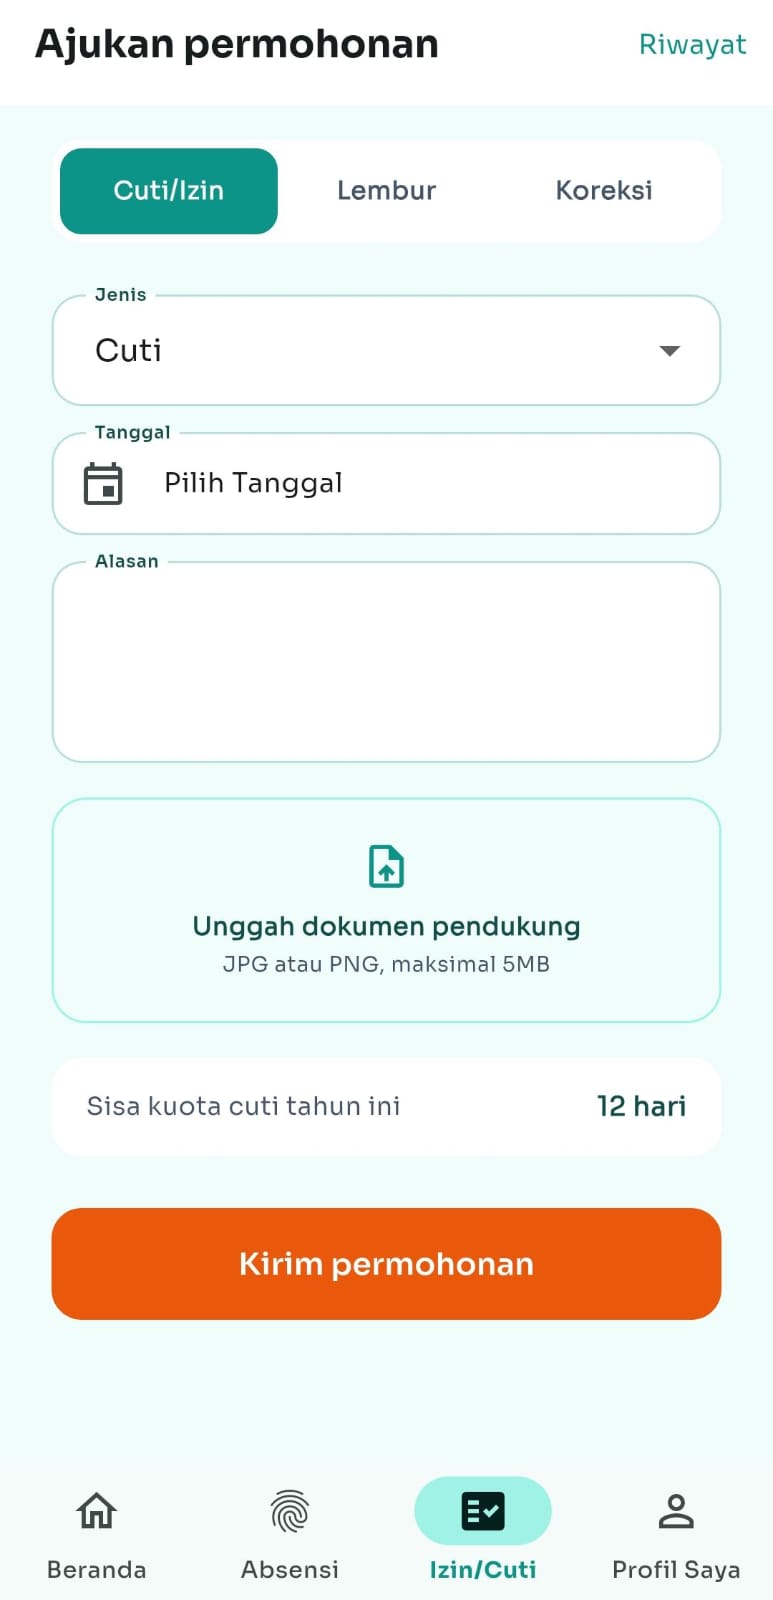 Ajukan permohonan
Riwayat
Cuti/Izin
Lembur
Koreksi
Jenis
Cuti
Tanggal
Pilih Tanggal
Alasan
Unggah dokumen pendukung
JPG atau PNG, maksimal 5MB
Sisa kuota cuti tahun ini
12 hari
Kirim permohonan
Beranda
Absensi
Izin/Cuti
Profil Saya